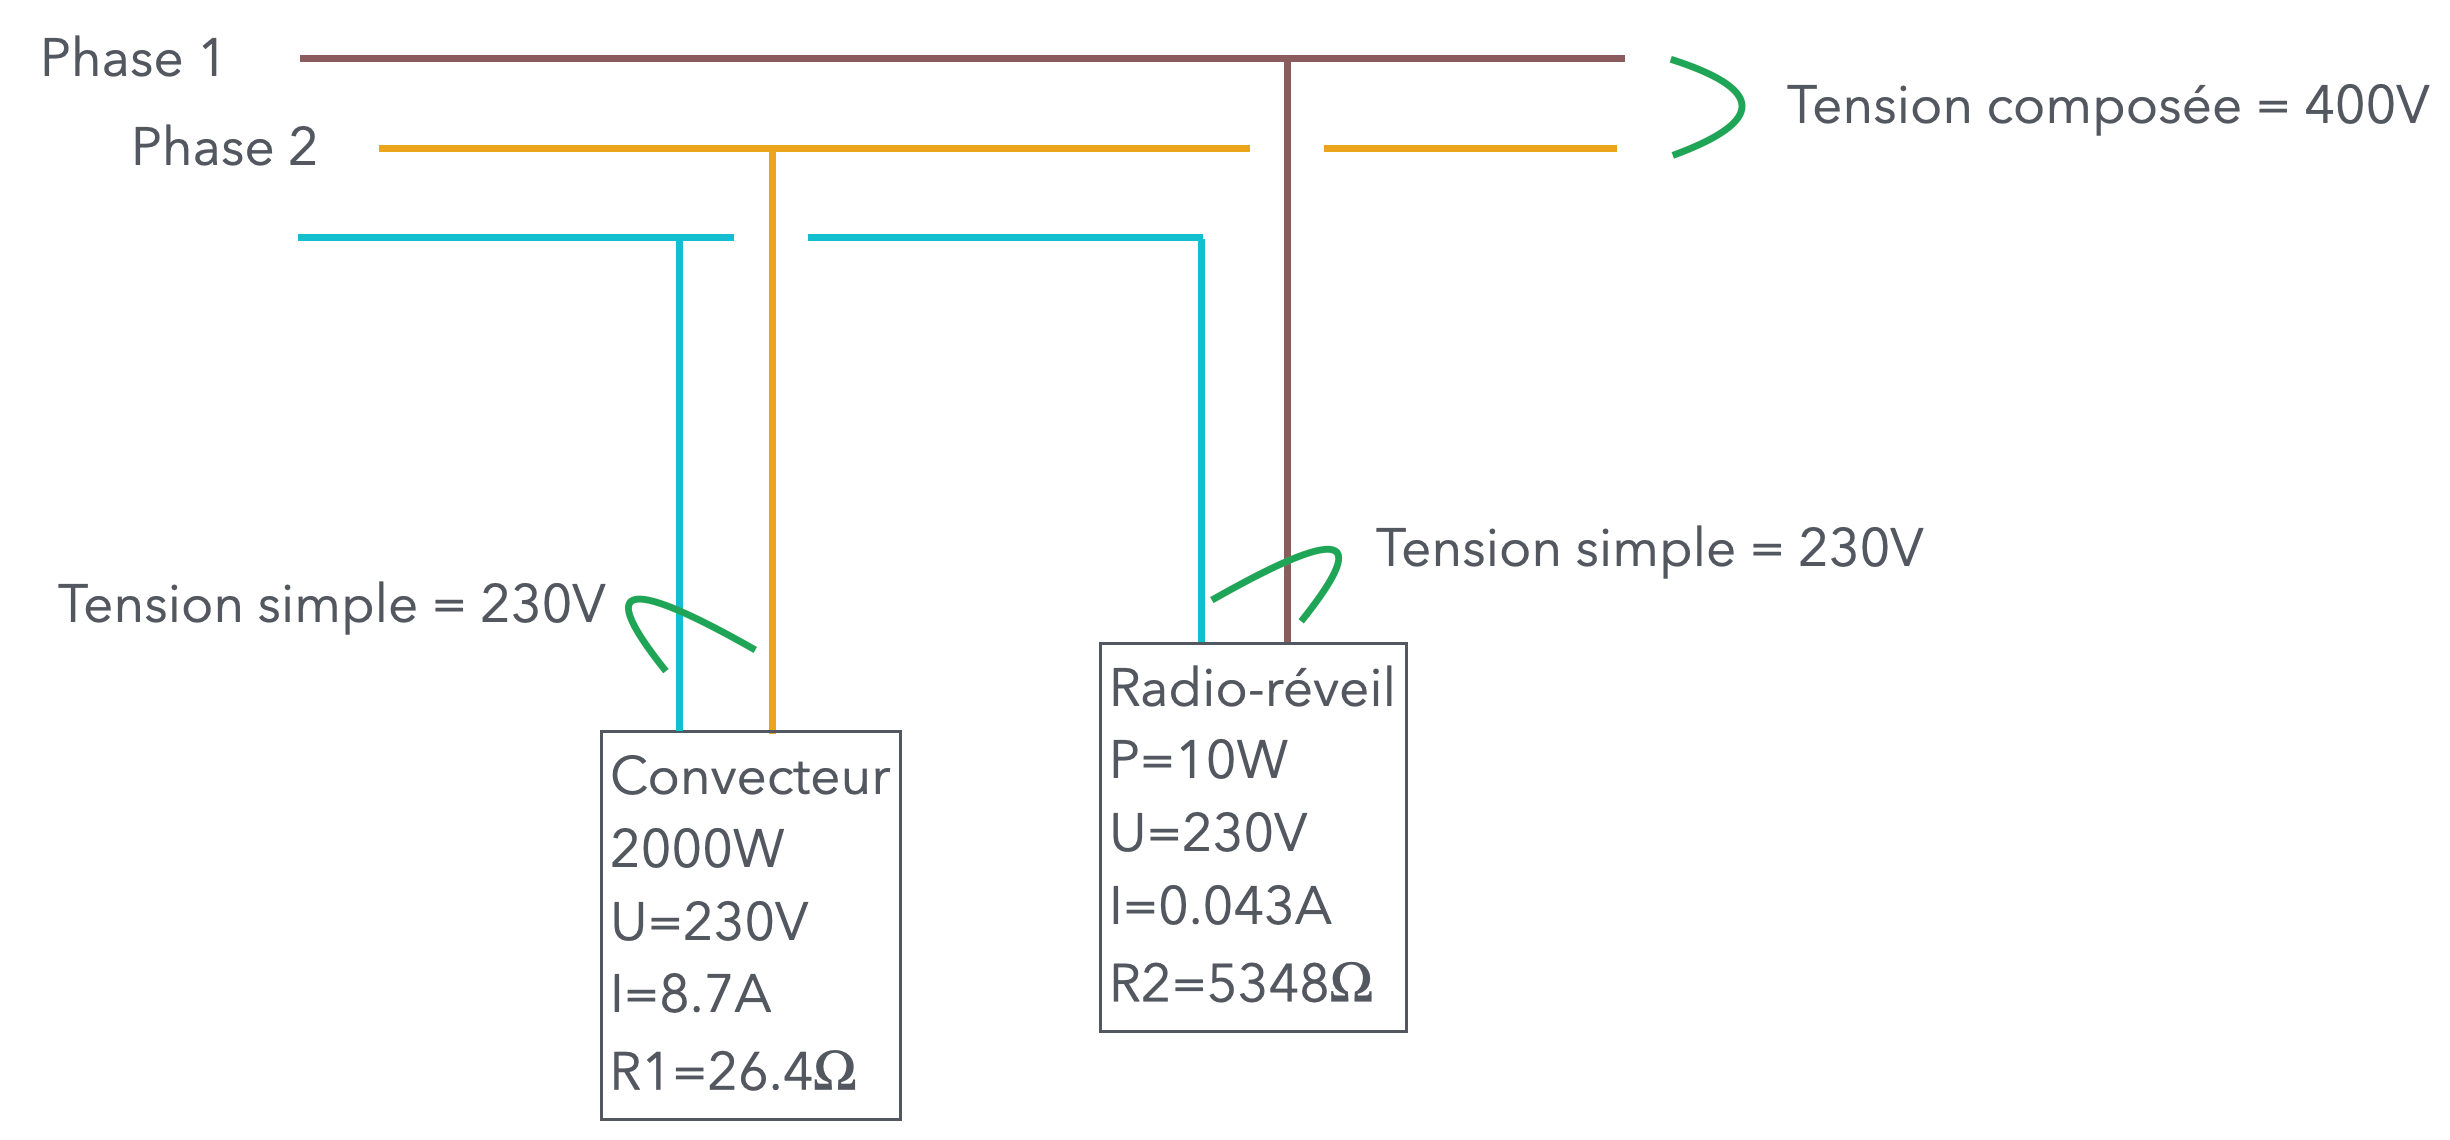 Phase 1
Tension composée = 400V
Phase 2
Tension simple = 230V
Tension simple = 230V
Radio-réveil
P=10W
U=230V
I=0.043A
R2=5348Ω
Convecteur
2000W
U=230V
I=8.7A
R1=26.4Ω